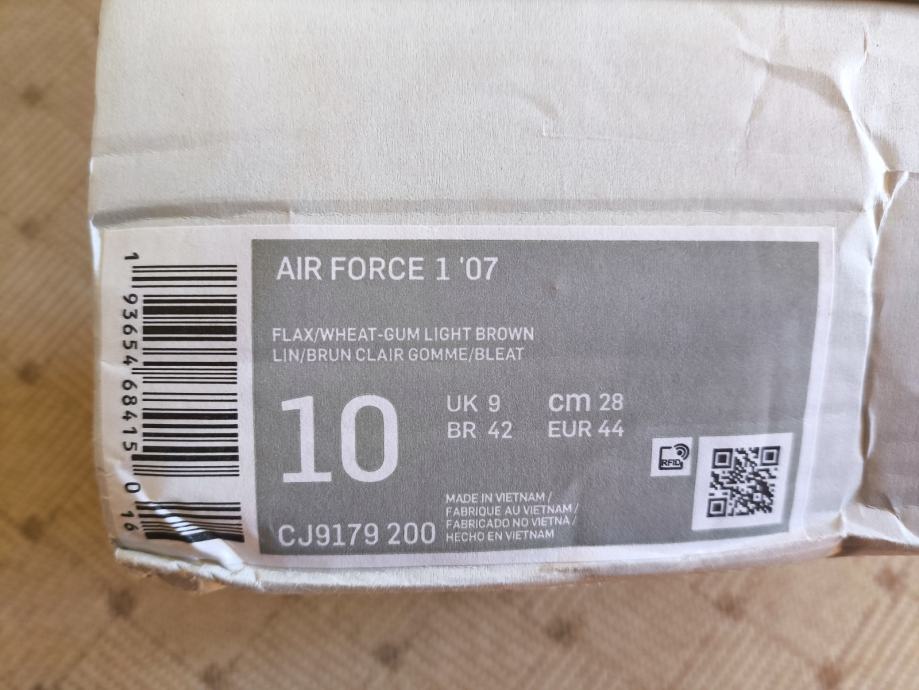 AIR FORCE 1 '07
FLAX/WHEAT-GUM LIGHT BROWN
LIN/BRUN CLAIR GOMME/BLEAT
10
UK 9 cm 28
BR 42 EUR 44
RFID
MADE IN VIETNAM /
FABRIQUE AU VIETNAM /
FABRICADO NO VIETNA /
HECHO EN VIETNAM
CJ9179 200
1 93654 68415 0 16